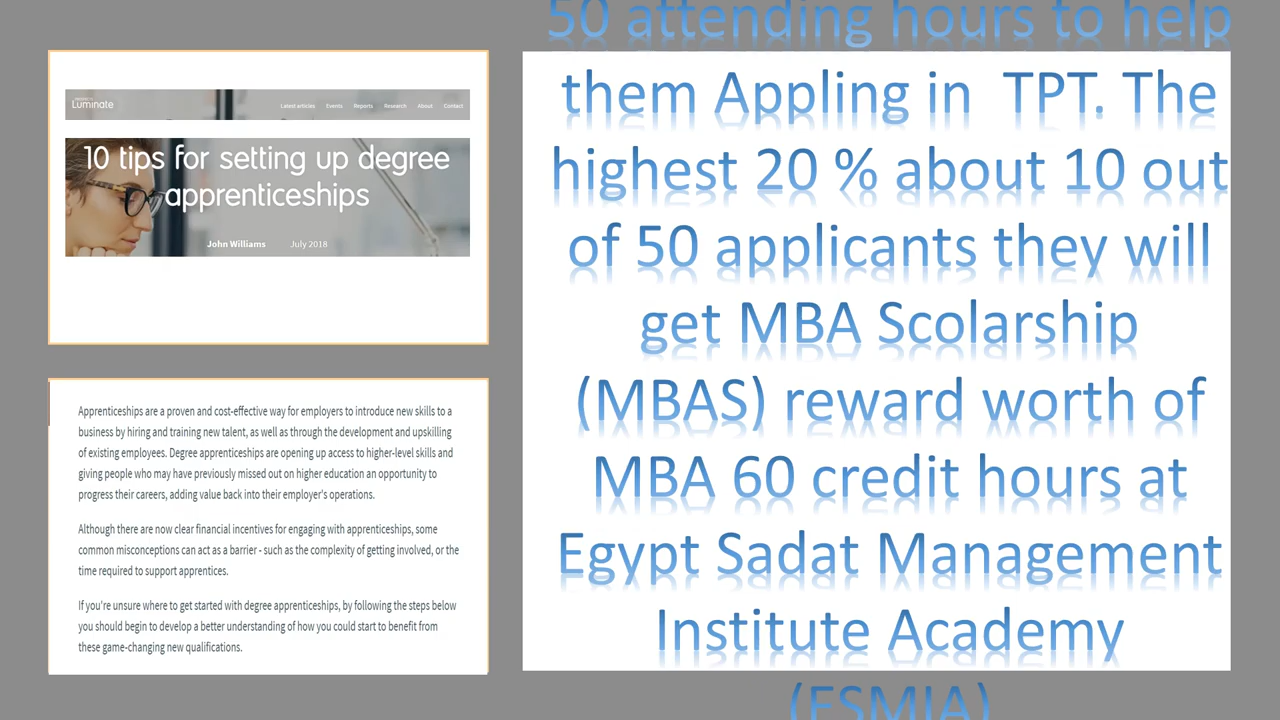 Luminate
Latest articles Events Reports Research About Contact
10 tips for setting up degree
apprenticeships
John Williams July 2018
Apprenticeships are a proven and cost-effective way for employers to introduce new skills to a
business by hiring and training new talent, as well as through the development and upskilling
of existing employees. Degree apprenticeships are opening up access to higher-level skills and
giving people who may have previously missed out on higher education an opportunity to
progress their careers, adding value back into their employer's operations.
Although there are now clear financial incentives for engaging with apprenticeships, some
common misconceptions can act as a barrier - such as the complexity of getting involved, or the
time required to support apprentices.
If you're unsure where to get started with degree apprenticeships, by following the steps below
you should begin to develop a better understanding of how you could start to benefit from
these game-changing new qualifications.
50 attending hours to help
them Appling in TPT. The
highest 20 % about 10 out
of 50 applicants they will
get MBA Scolarship
(MBAS) reward worth of
MBA 60 credit hours at
Egypt Sadat Management
Institute Academy
(ESMIA)